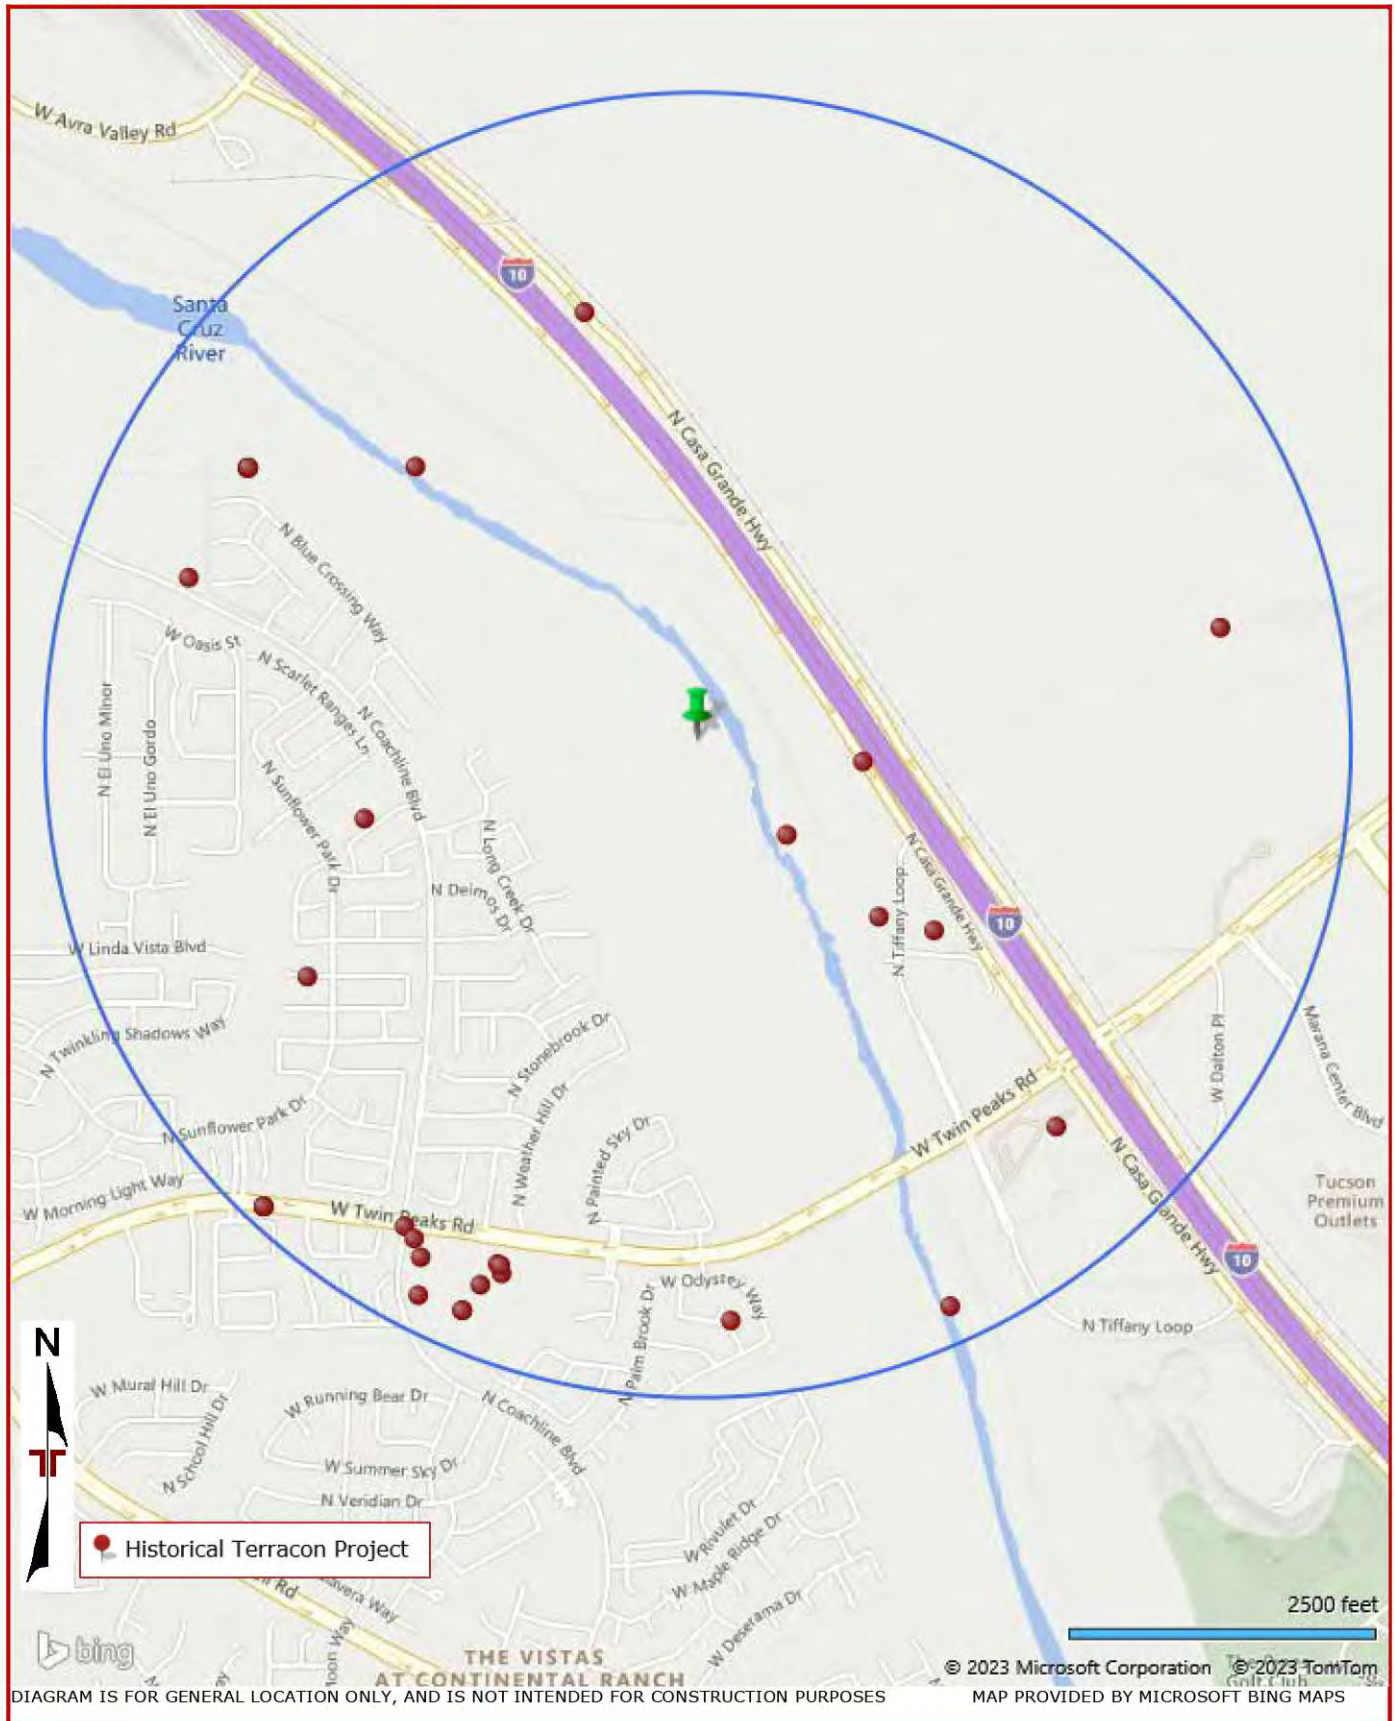 W Avra Valley Rd
10
Santa
Cruz
River
N Casa Grande Hwy
N Blue Crossing Way
W Oasis St
N Scarlet Ranges Ln
N Coachline Blvd
N El Uno Minor
N El Uno Gordo
N Sunflower Park Dr
N Long Creek Dr
N Deimos Dr
N Casa Grande Hwy
N Tiffany Loop
10
W Linda Vista Blvd
N Twinkling Shadows Way
N Stonebrook Dr
W Dalton Pl
Marana Center Blvd
N Sunflower Park Dr
N Weather Hill Dr
N Painted Sky Dr
W Twin Peaks Rd
N Casa Grande Hwy
W Morning Light Way
W Twin Peaks Rd
Tucson
Premium
Outlets
10
W Odyssey Way
N Palm Brook Dr
N Tiffany Loop
N
W Mural Hill Dr
N School Hill Dr
W Running Bear Dr
N Coachline Blvd
W Summer Sky Dr
N Veridian Dr
W Rivulet Dr
W Maple Ridge Dr
W Deserama Dr
Historical Terracon Project
Rd
Way
2500 feet
bing
THE VISTAS
AT CONTINENTAL RANCH
© 2023 Microsoft Corporation © 2023 TomTom
Golf Club
DIAGRAM IS FOR GENERAL LOCATION ONLY, AND IS NOT INTENDED FOR CONSTRUCTION PURPOSES MAP PROVIDED BY MICROSOFT BING MAPS